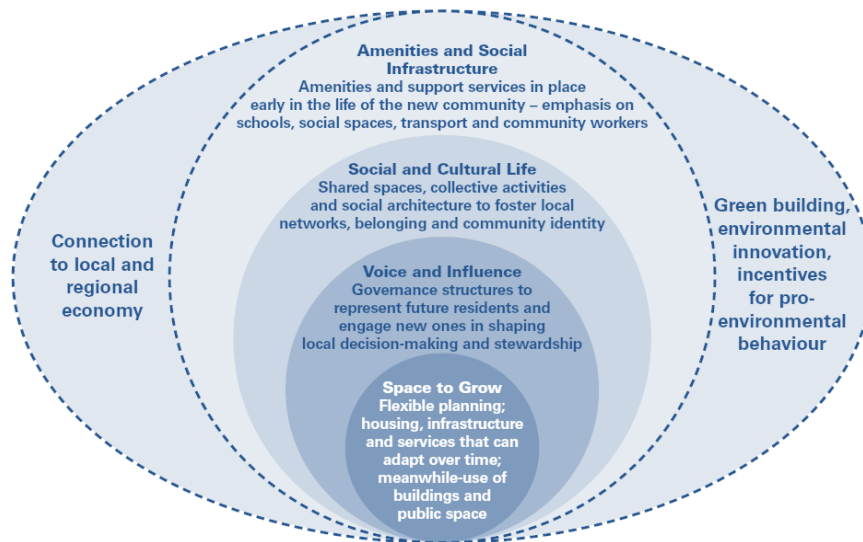 Amenities and Social
Infrastructure
Amenities and support services in place
early in the life of the new community – emphasis on
schools, social spaces, transport and community workers
Social and Cultural Life
Shared spaces, collective activities
and social architecture to foster local
networks, belonging and community identity
Connection
to local and
regional
economy
Green building,
environmental
innovation,
incentives
for pro-
environmental
behaviour
Voice and Influence
Governance structures to
represent future residents and
engage new ones in shaping
local decision-making and stewardship
Space to Grow
Flexible planning;
housing, infrastructure
and services that can
adapt over time;
meanwhile-use of
buildings and
public space